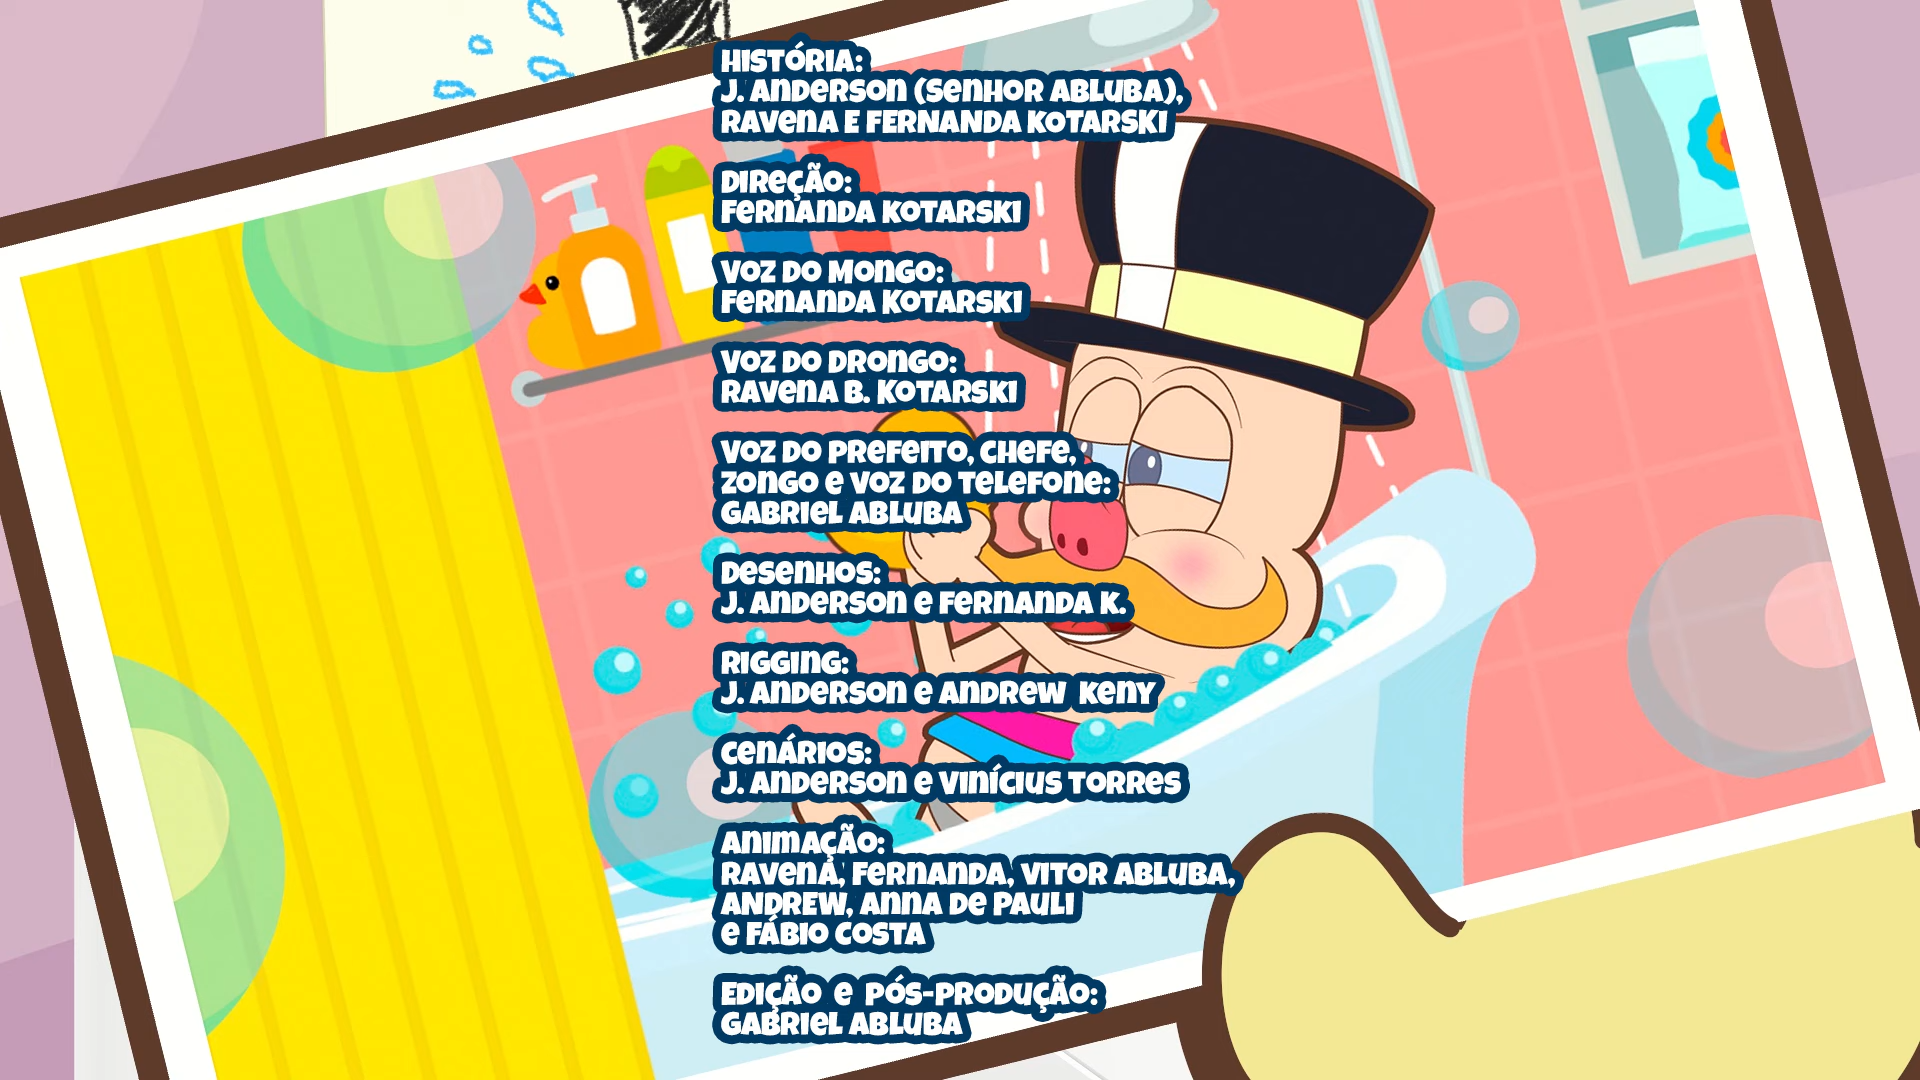 HISTÓRIA:
J. ANDERSON (SENHOR ABLUBA),
RAVENA E FERNANDA KOTARSKI
DIREÇÃO:
FERNANDA KOTARSKI
VOZ DO MONGO:
FERNANDA KOTARSKI
VOZ DO DRONGO:
RAVENA B. KOTARSKI
VOZ DO PREFEITO, CHEFE,
ZONGO E VOZ DO TELEFONE:
GABRIEL ABLUBA
DESENHOS:
J. ANDERSON E FERNANDA K.
RIGGING:
J. ANDERSON E ANDREW KENY
CENÁRIOS:
J. ANDERSON E VINÍCIUS TORRES
ANIMAÇÃO:
RAVENA, FERNANDA, VITOR ABLUBA,
ANDREW, ANNA DE PAULI
E FÁBIO COSTA
EDIÇÃO E PÓS-PRODUÇÃO:
GABRIEL ABLUBA